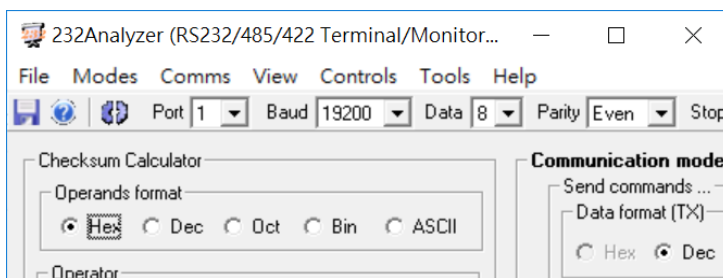 232Analyzer (RS232/485/422 Terminal/Monitor...
File Modes Comms View Controls Tools Help
Port 1 Baud 19200 Data 8 Parity Even Stop
Checksum Calculator
Operands format
Hex Dec Oct Bin ASCII
Operator
Communication mode
Send commands ...
Data format (TX)
Hex Dec